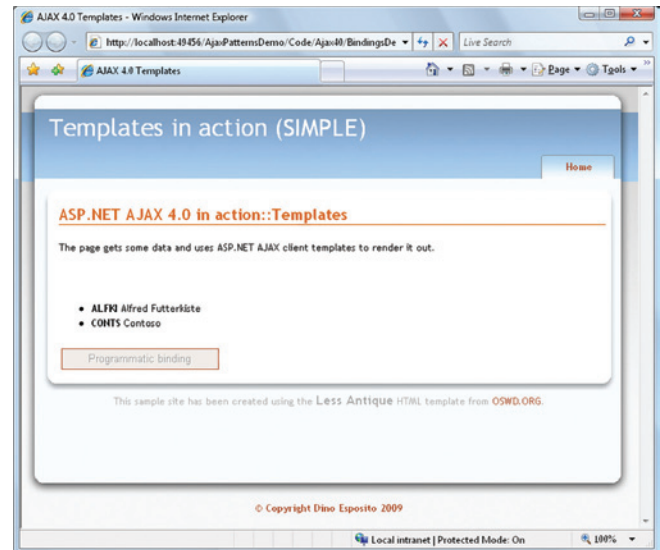 AJAX 4.0 Templates - Windows Internet Explorer
http://localhost:49456/AjaxPatternsDemo/Code/Ajax40/BindingsDe
Live Search
AJAX 4.0 Templates
Page
Tools
Templates in action (SIMPLE)
Home
ASP.NET AJAX 4.0 in action::Templates
The page gets some data and uses ASP.NET AJAX client templates to render it out.
• ALFKI Alfred Futterkiste
• CONTS Contoso
Programmatic binding
This sample site has been created using the Less Antique HTML template from OSWD.ORG.
© Copyright Dino Esposito 2009
Local intranet | Protected Mode: On
100%